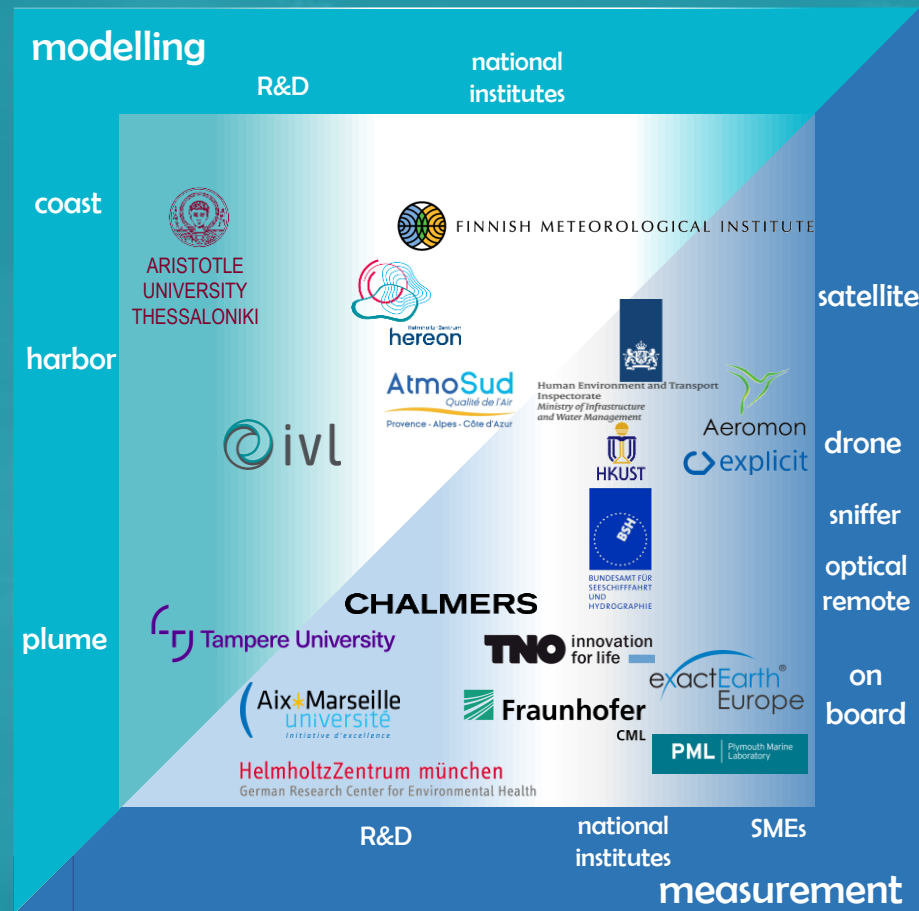 modelling
R&D
national
institutes
coast
harbor
plume
ARISTOTLE
UNIVERSITY
THESSALONIKI
FINNISH METEOROLOGICAL INSTITUTE
Helmholtz-Zentrum
hereon
AtmoSud
Qualité de l'Air
Provence - Alpes - Côte d'Azur
Human Environment and Transport
Inspectorate
Ministry of Infrastructure
and Water Management
Aeromon
HKUST
explicit
ivl
BSH
BUNDESAMT FÜR
SEESCHIFFFAHRT
UND
HYDROGRAPHIE
CHALMERS
Tampere University
TNO innovation
for life
exactEarth®
Europe
Aix*Marseille
université
Initiative d'excellence
Fraunhofer
CML
PML Plymouth Marine
Laboratory
HelmholtzZentrum münchen
German Research Center for Environmental Health
satellite
drone
sniffer
optical
remote
on
board
R&D
national
institutes
SMEs
measurement